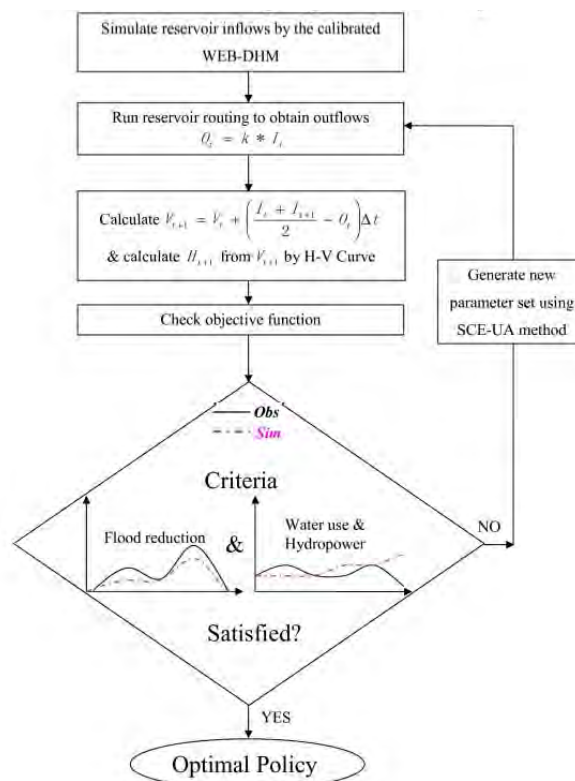 Simulate reservoir inflows by the calibrated
WEB-DHM
Run reservoir routing to obtain outflows
O_t = k * I_t
Calculate V_{t+1} = V_t + ( (I_t + I_{t+1}) / 2 − O_t ) Δt
& calculate H_{t+1} from V_{t+1} by H-V Curve
Generate new
parameter set using
SCE-UA method
Check objective function
Obs
Sim
Criteria
NO
Flood reduction
&
Water use &
Hydropower
Satisfied?
YES
Optimal Policy